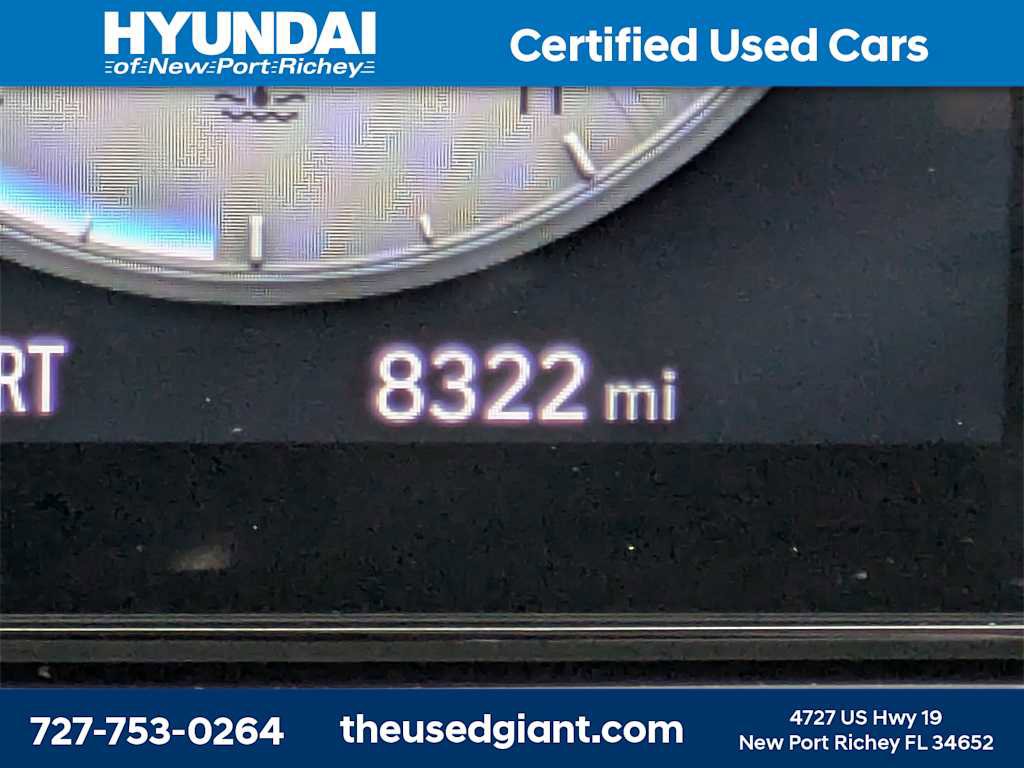 HYUNDAI
of New Port Richey
Certified Used Cars
RT
8322 mi
727-753-0264
theusedgiant.com
4727 US Hwy 19
New Port Richey FL 34652